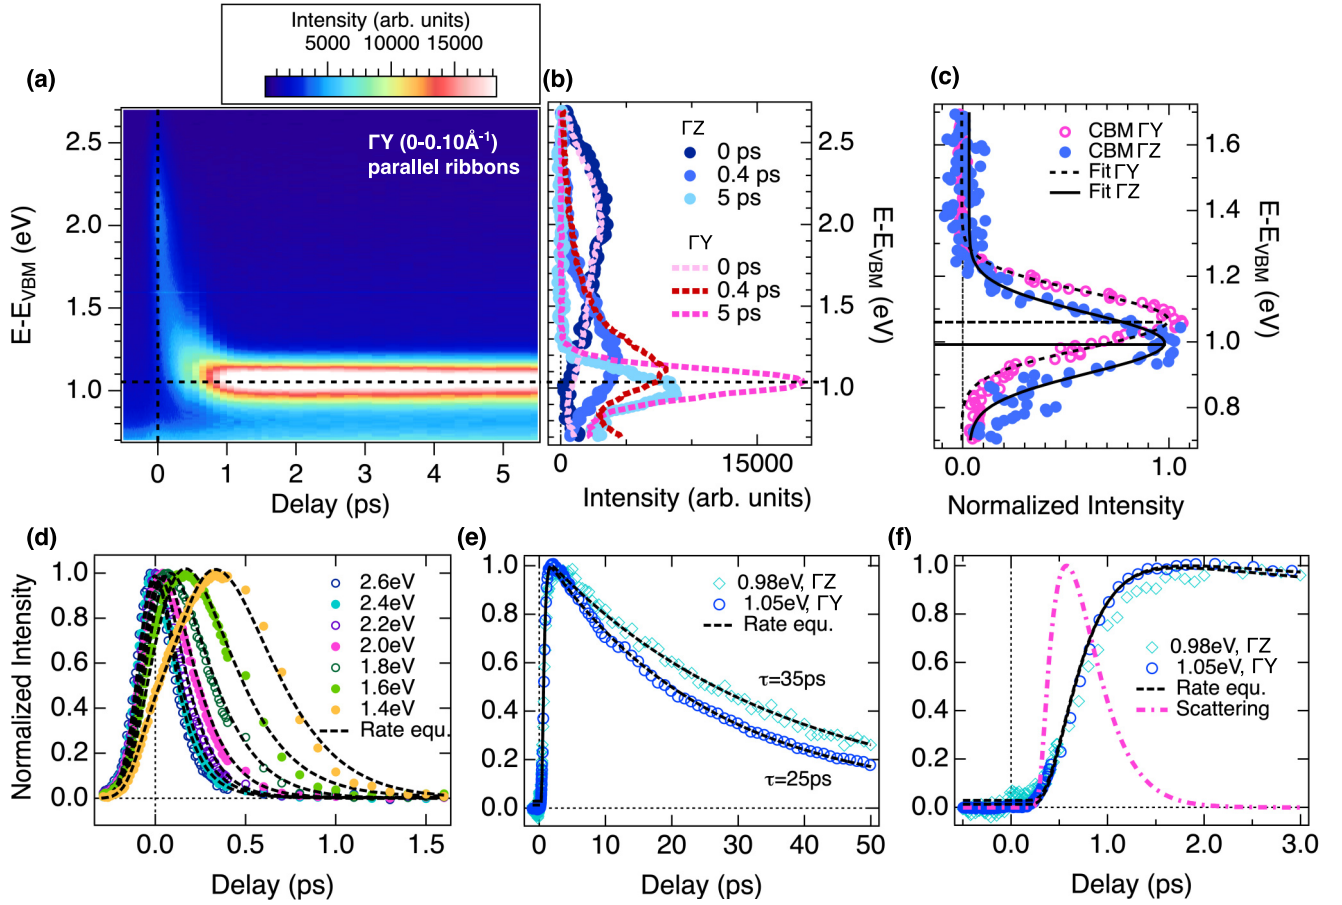 Intensity (arb. units)
5000 10000 15000
(a)
2.5
2.0
1.5
1.0
E-EVBM (eV)
ΓY (0-0.10Å-1)
parallel ribbons
0 1 2 3 4 5
Delay (ps)
(b)
ΓZ
0 ps
0.4 ps
5 ps
ΓY
0 ps
0.4 ps
5 ps
2.5
2.0
1.5
1.0
E-EVBM (eV)
0 15000
Intensity (arb. units)
(c)
CBM ΓY
CBM ΓZ
Fit ΓY
Fit ΓZ
1.6
1.4
1.2
1.0
0.8
E-EVBM (eV)
0.0 1.0
Normalized Intensity
(d)
Normalized Intensity
1.0
0.8
0.6
0.4
0.2
0.0
2.6eV
2.4eV
2.2eV
2.0eV
1.8eV
1.6eV
1.4eV
Rate equ.
0.0 0.5 1.0 1.5
Delay (ps)
(e)
1.0
0.8
0.6
0.4
0.2
0.0
0.98eV, ΓZ
1.05eV, ΓY
Rate equ.
τ=35ps
τ=25ps
0 10 20 30 40 50
Delay (ps)
(f)
1.0
0.8
0.6
0.4
0.2
0.0
0.98eV, ΓZ
1.05eV, ΓY
Rate equ.
Scattering
0.0 1.0 2.0 3.0
Delay (ps)